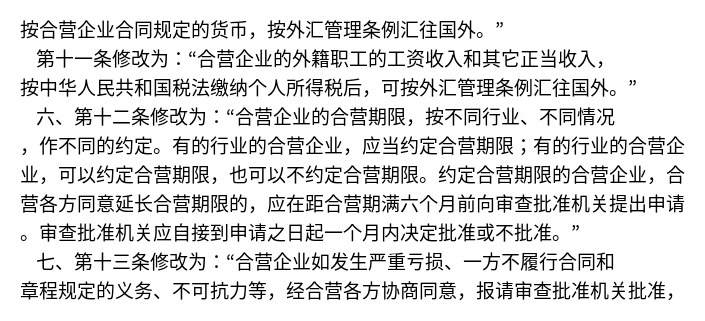 按合营企业合同规定的货币，按外汇管理条例汇往国外。”
第十一条修改为：“合营企业的外籍职工的工资收入和其它正当收入，
按中华人民共和国税法缴纳个人所得税后，可按外汇管理条例汇往国外。”
六、第十二条修改为：“合营企业的合营期限，按不同行业、不同情况
，作不同的约定。有的行业的合营企业，应当约定合营期限；有的行业的合营企
业，可以约定合营期限，也可以不约定合营期限。约定合营期限的合营企业，合
营各方同意延长合营期限的，应在距合营期满六个月前向审查批准机关提出申请
。审查批准机关应自接到申请之日起一个月内决定批准或不批准。”
七、第十三条修改为：“合营企业如发生严重亏损、一方不履行合同和
章程规定的义务、不可抗力等，经合营各方协商同意，报请审查批准机关批准，